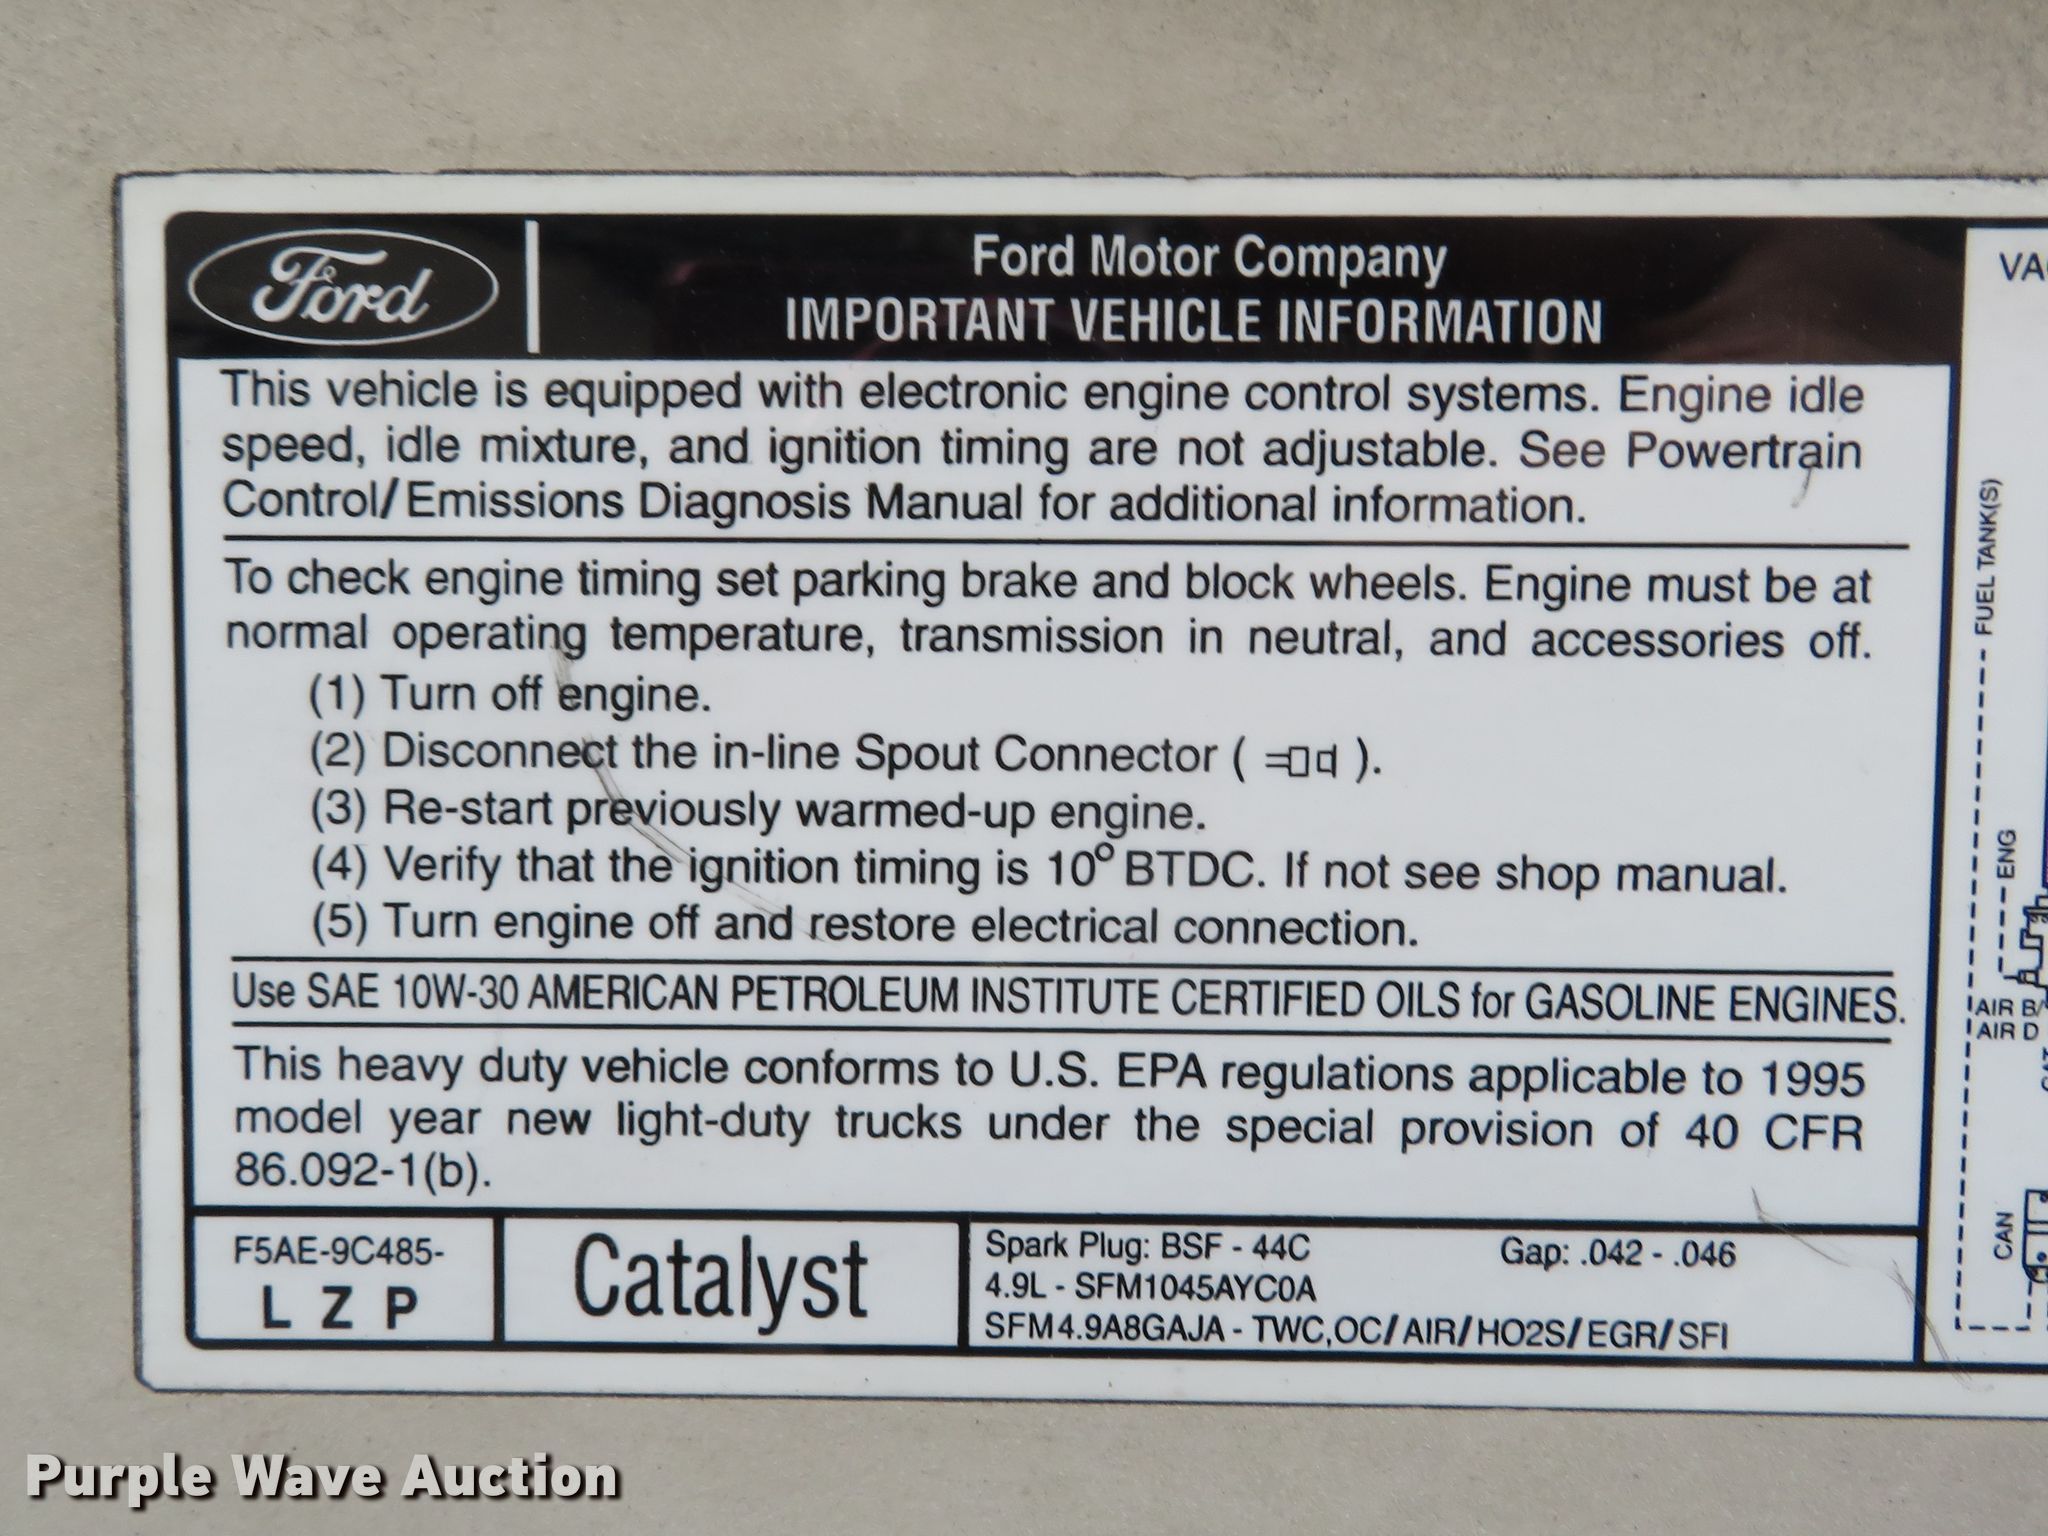 Ford
Ford Motor Company
IMPORTANT VEHICLE INFORMATION
This vehicle is equipped with electronic engine control systems. Engine idle
speed, idle mixture, and ignition timing are not adjustable. See Powertrain
Control/Emissions Diagnosis Manual for additional information.
To check engine timing set parking brake and block wheels. Engine must be at
normal operating temperature, transmission in neutral, and accessories off.
(1) Turn off engine.
(2) Disconnect the in-line Spout Connector ( ).
(3) Re-start previously warmed-up engine.
(4) Verify that the ignition timing is 10° BTDC. If not see shop manual.
(5) Turn engine off and restore electrical connection.
Use SAE 10W-30 AMERICAN PETROLEUM INSTITUTE CERTIFIED OILS for GASOLINE ENGINES.
This heavy duty vehicle conforms to U.S. EPA regulations applicable to 1995
model year new light-duty trucks under the special provision of 40 CFR
86.092-1(b).
F5AE-9C485-
L Z P
Catalyst
Spark Plug: BSF - 44C Gap: .042 - .046
4.9L - SFM1045AYC0A
SFM4.9A8GAJA - TWC,OC/AIR/HO2S/EGR/SFI
FUEL TANK(S)
ENG
AIR B/
AIR D
CAN
Purple Wave Auction